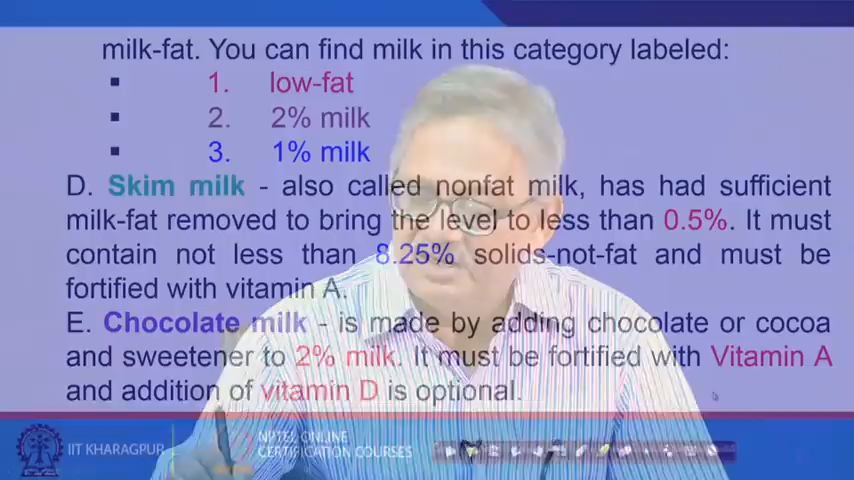 milk-fat. You can find milk in this category labeled:
▪ 1. low-fat
▪ 2. 2% milk
▪ 3. 1% milk
D. Skim milk - also called nonfat milk, has had sufficient
milk-fat removed to bring the level to less than 0.5%. It must
contain not less than 8.25% solids-not-fat and must be
fortified with vitamin A.
E. Chocolate milk - is made by adding chocolate or cocoa
and sweetener to 2% milk. It must be fortified with Vitamin A
and addition of vitamin D is optional.
IIT KHARAGPUR
NPTEL ONLINE
CERTIFICATION COURSES